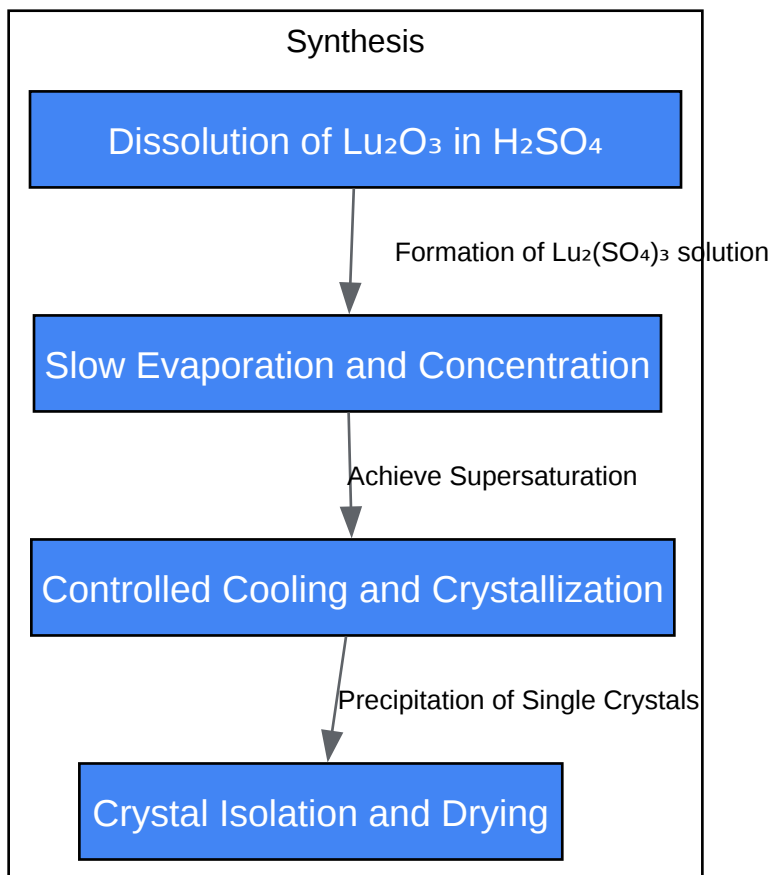 Synthesis
Dissolution of Lu₂O₃ in H₂SO₄
Formation of Lu₂(SO₄)₃ solution
Slow Evaporation and Concentration
Achieve Supersaturation
Controlled Cooling and Crystallization
Precipitation of Single Crystals
Crystal Isolation and Drying